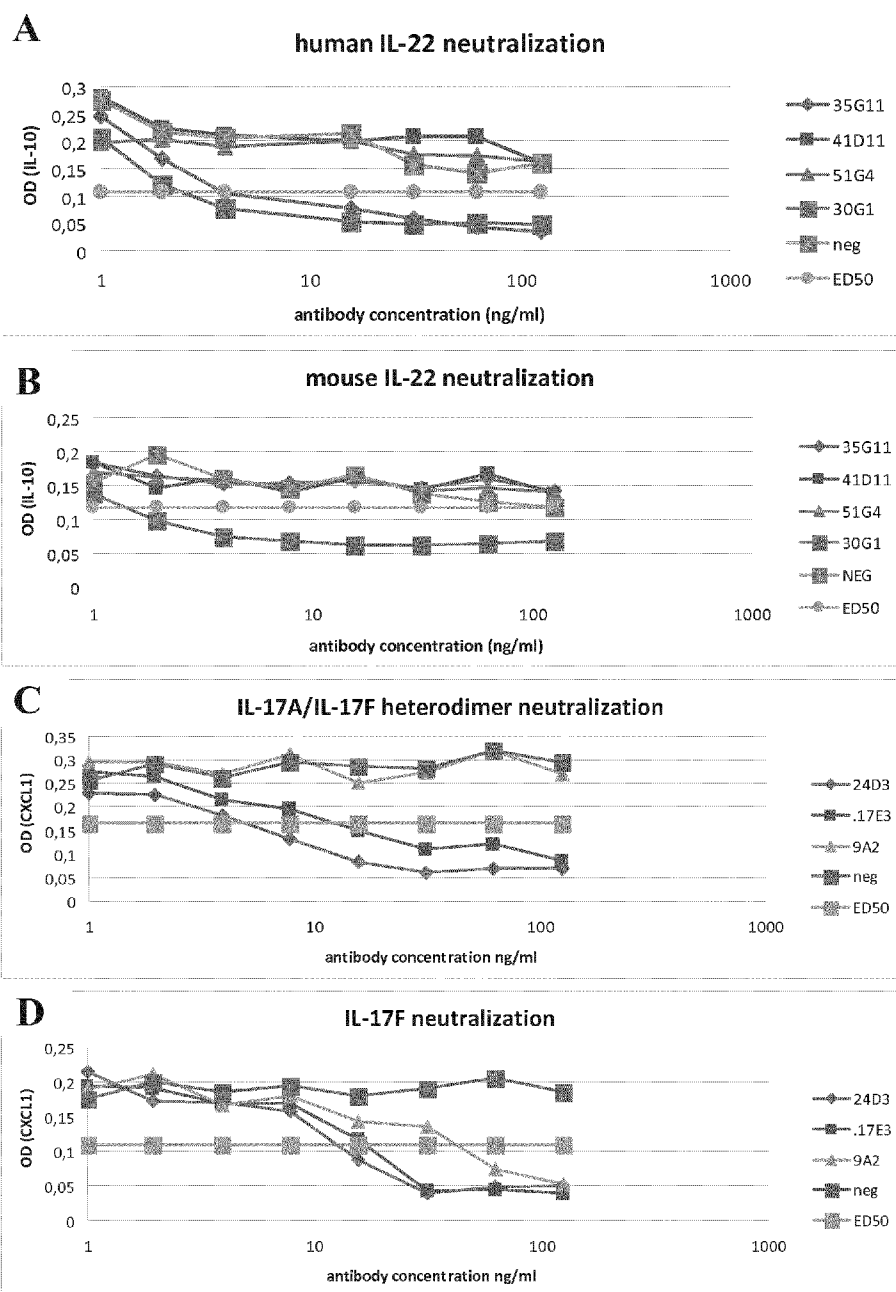 A
human IL-22 neutralization
0,3
0,25
0,2
0,15
0,1
0,05
0
OD (IL-10)
1
10
100
1000
antibody concentration (ng/ml)
35G11
41D11
51G4
30G1
neg
ED50
B
mouse IL-22 neutralization
0,25
0,2
0,15
0,1
0,05
0
OD (IL-10)
1
10
100
1000
antibody concentration (ng/ml)
35G11
41D11
51G4
30G1
NEG
ED50
C
IL-17A/IL-17F heterodimer neutralization
0,35
0,3
0,25
0,2
0,15
0,1
0,05
0
OD (CXCL1)
1
10
100
1000
antibody concentration ng/ml
24D3
.17E3
9A2
neg
ED50
D
IL-17F neutralization
0,25
0,2
0,15
0,1
0,05
0
OD (CXCL1)
1
10
100
1000
antibody concentration ng/ml
24D3
.17E3
9A2
neg
ED50